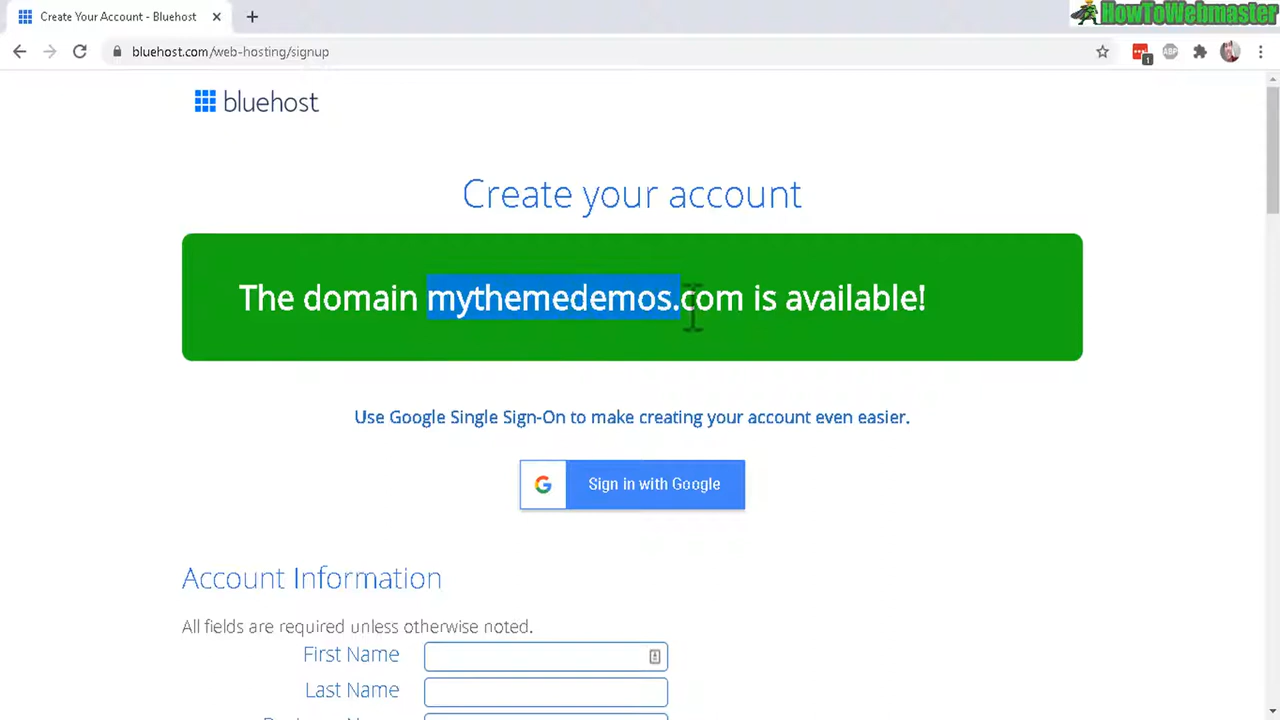 Create Your Account - Bluehost
HowToWebmaster
bluehost.com/web-hosting/signup
1
ABP
bluehost
Create your account
The domain mythemedemos.com is available!
Use Google Single Sign-On to make creating your account even easier.
G Sign in with Google
Account Information
All fields are required unless otherwise noted.
First Name
Last Name